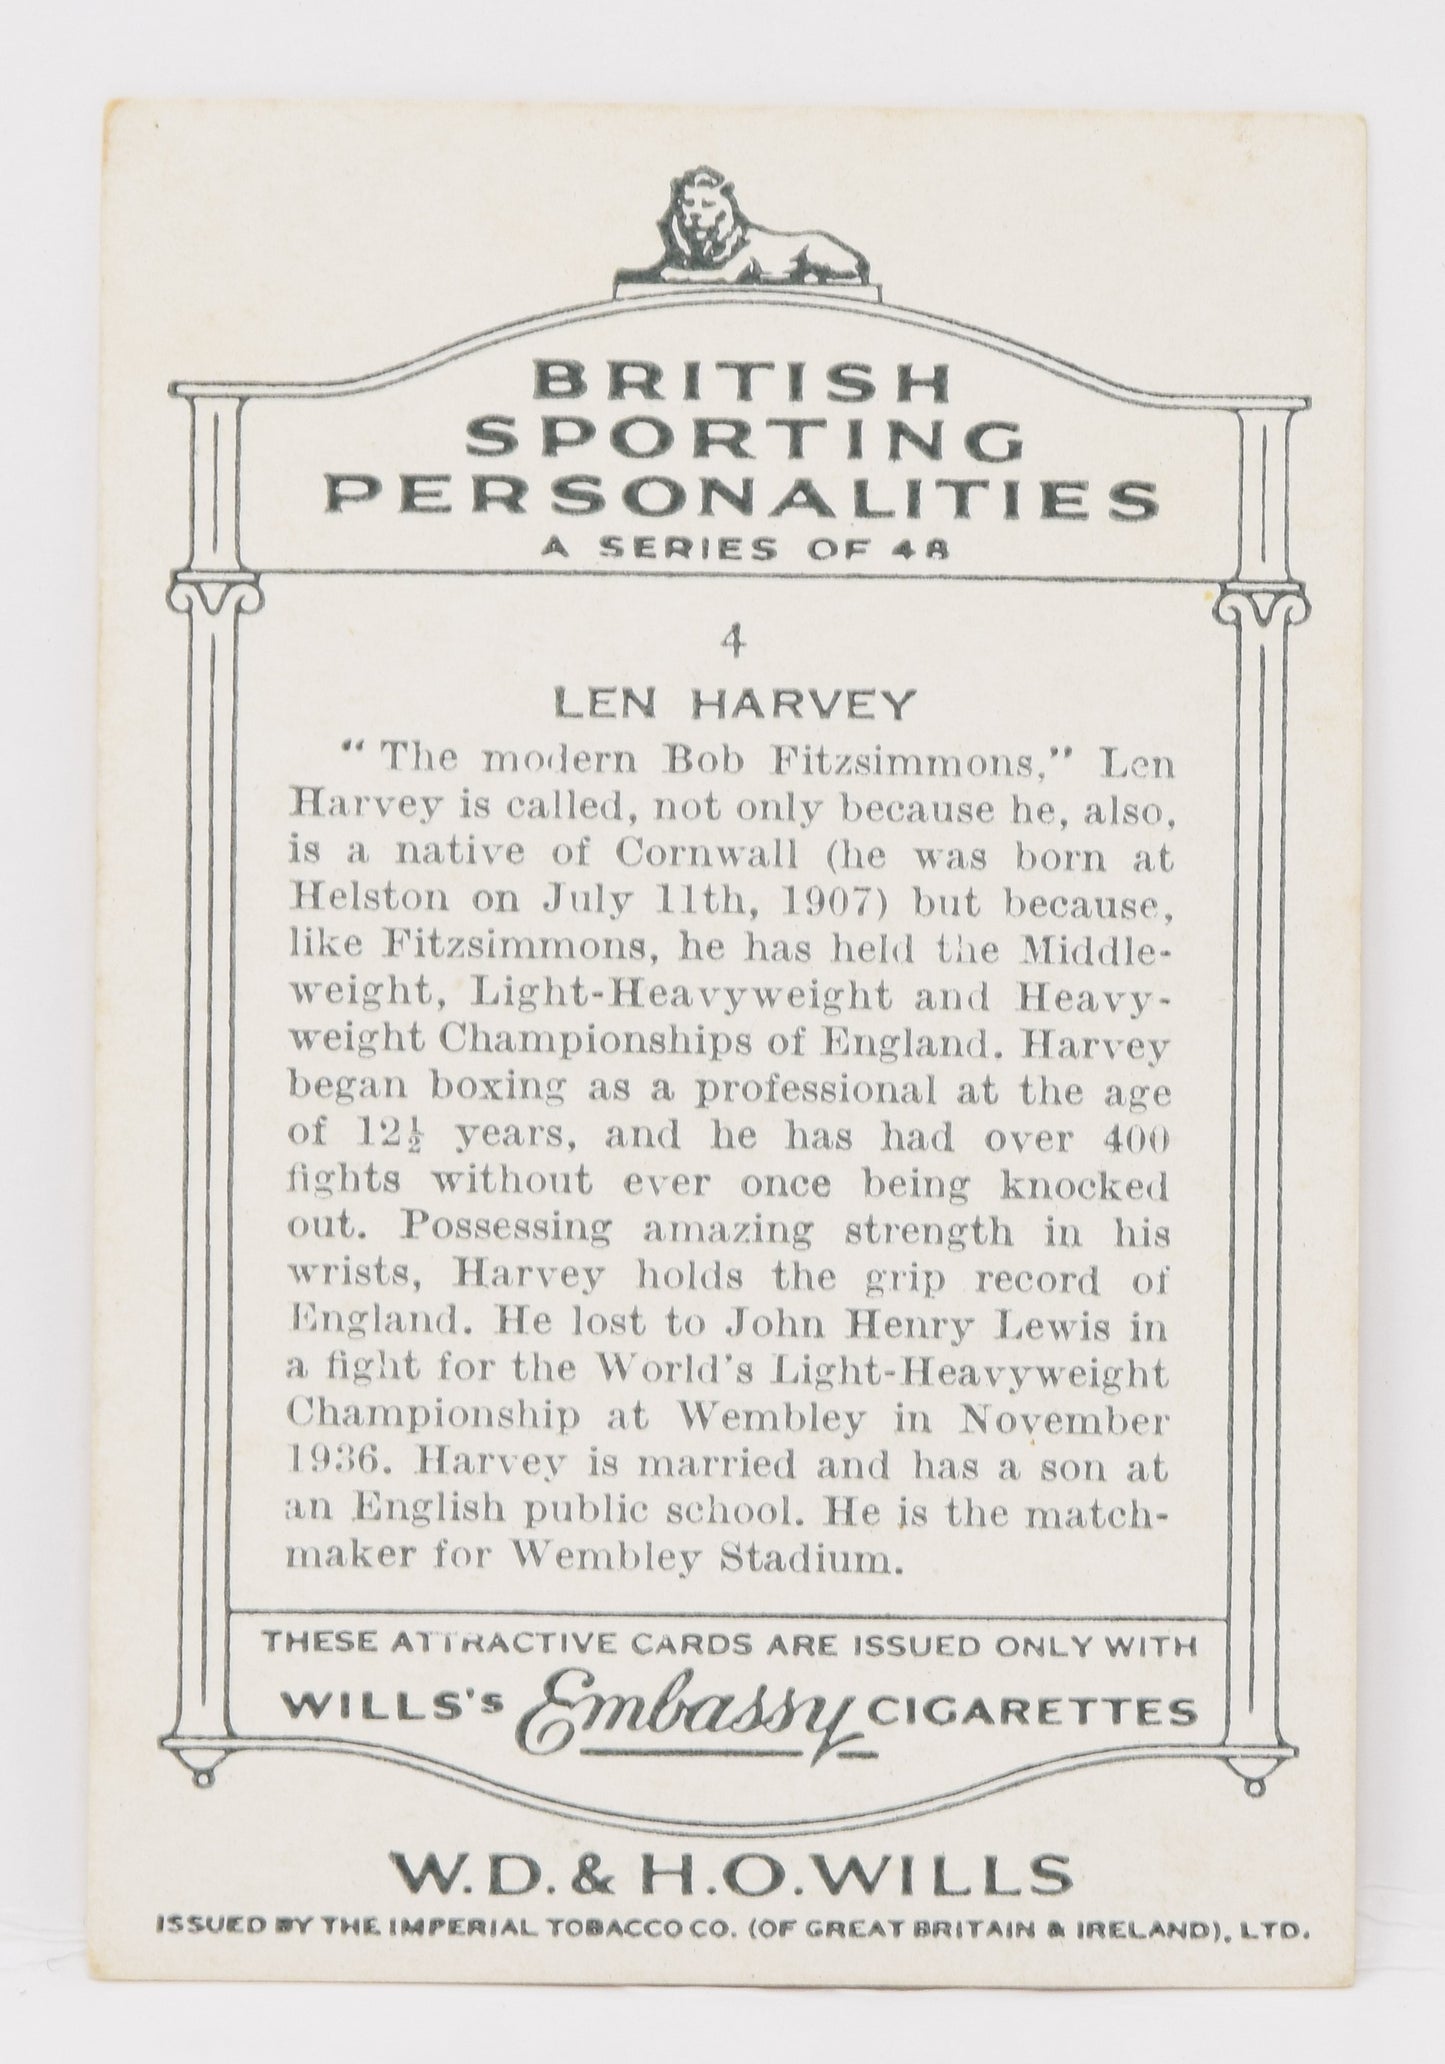 BRITISH
SPORTING
PERSONALITIES
A SERIES OF 48
4
LEN HARVEY
"The modern Bob Fitzsimmons," Len
Harvey is called, not only because he, also,
is a native of Cornwall (he was born at
Helston on July 11th, 1907) but because,
like Fitzsimmons, he has held the Middle-
weight, Light-Heavyweight and Heavy-
weight Championships of England. Harvey
began boxing as a professional at the age
of 12½ years, and he has had over 400
fights without ever once being knocked
out. Possessing amazing strength in his
wrists, Harvey holds the grip record of
England. He lost to John Henry Lewis in
a fight for the World's Light-Heavyweight
Championship at Wembley in November
1936. Harvey is married and has a son at
an English public school. He is the match-
maker for Wembley Stadium.
THESE ATTRACTIVE CARDS ARE ISSUED ONLY WITH
WILLS'S Embassy CIGARETTES
W.D. & H.O. WILLS
ISSUED BY THE IMPERIAL TOBACCO CO. (OF GREAT BRITAIN & IRELAND), LTD.